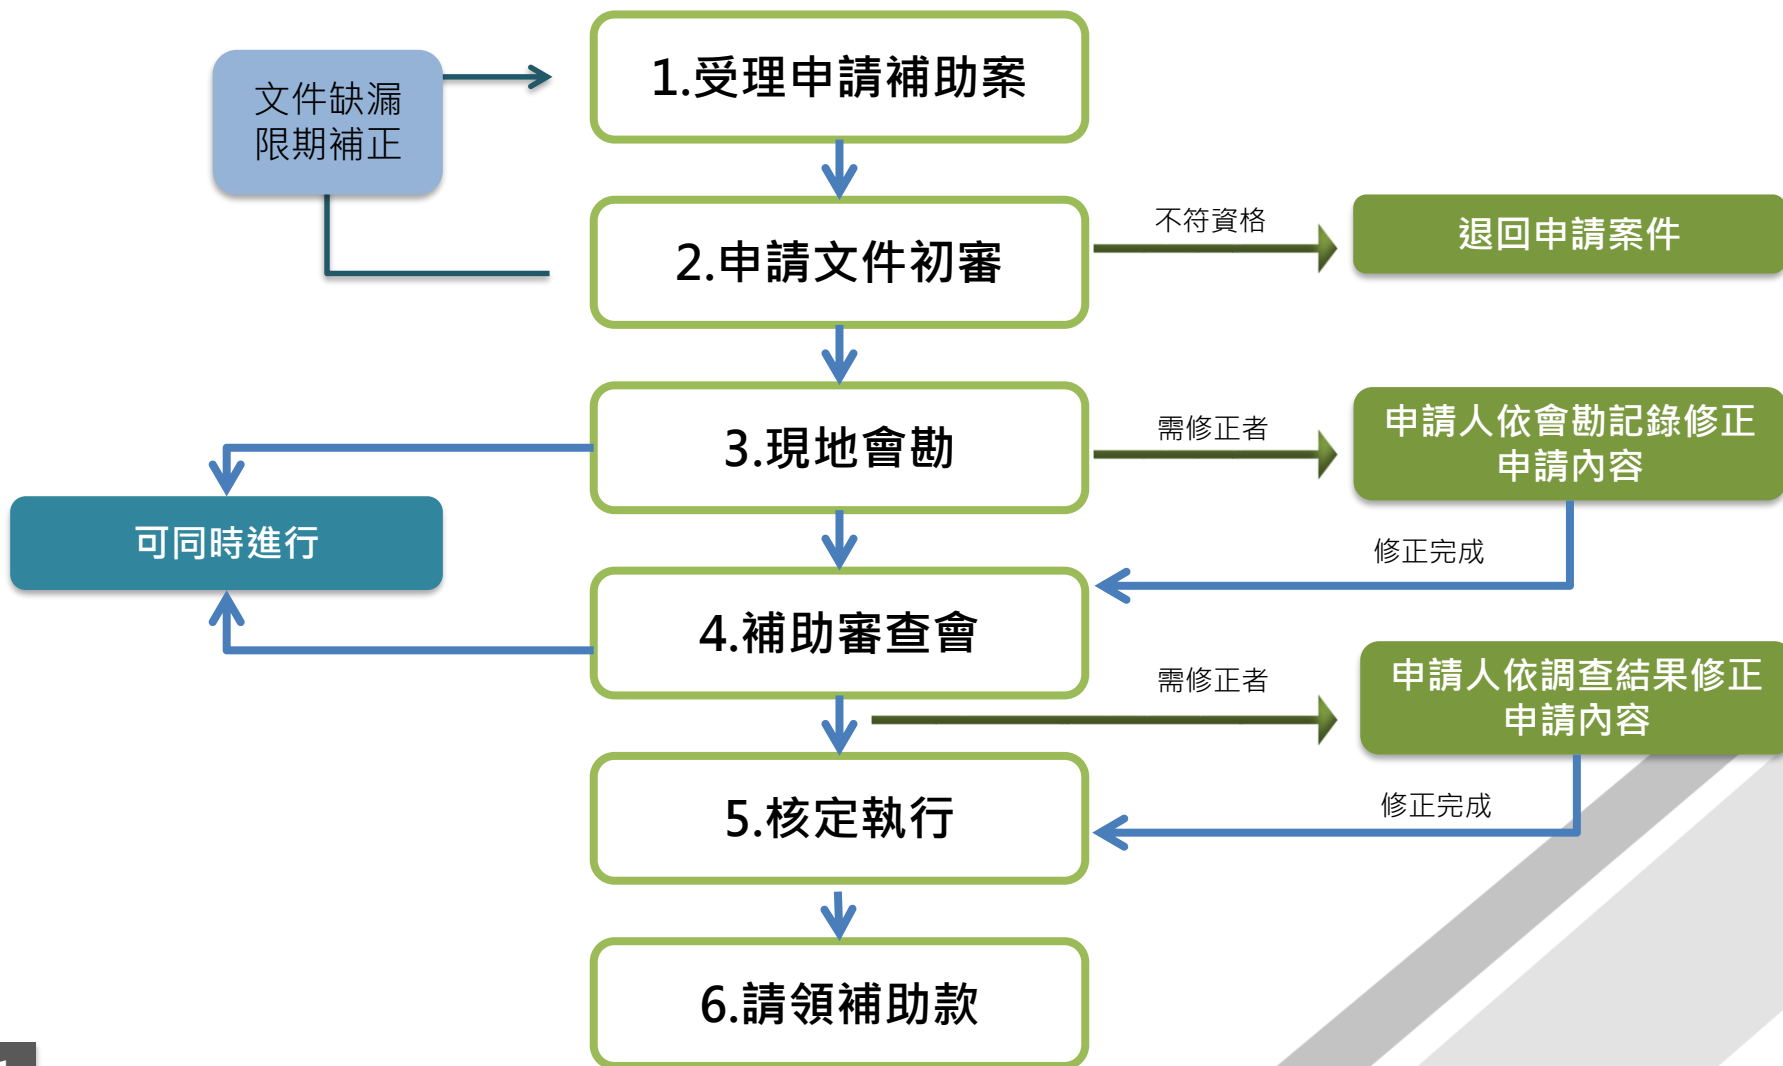 1.受理申請補助案
文件缺漏
限期補正
2.申請文件初審
不符資格
退回申請案件
3.現地會勘
需修正者
申請人依會勘記錄修正
申請內容
可同時進行
修正完成
4.補助審查會
需修正者
申請人依調查結果修正
申請內容
5.核定執行
修正完成
6.請領補助款